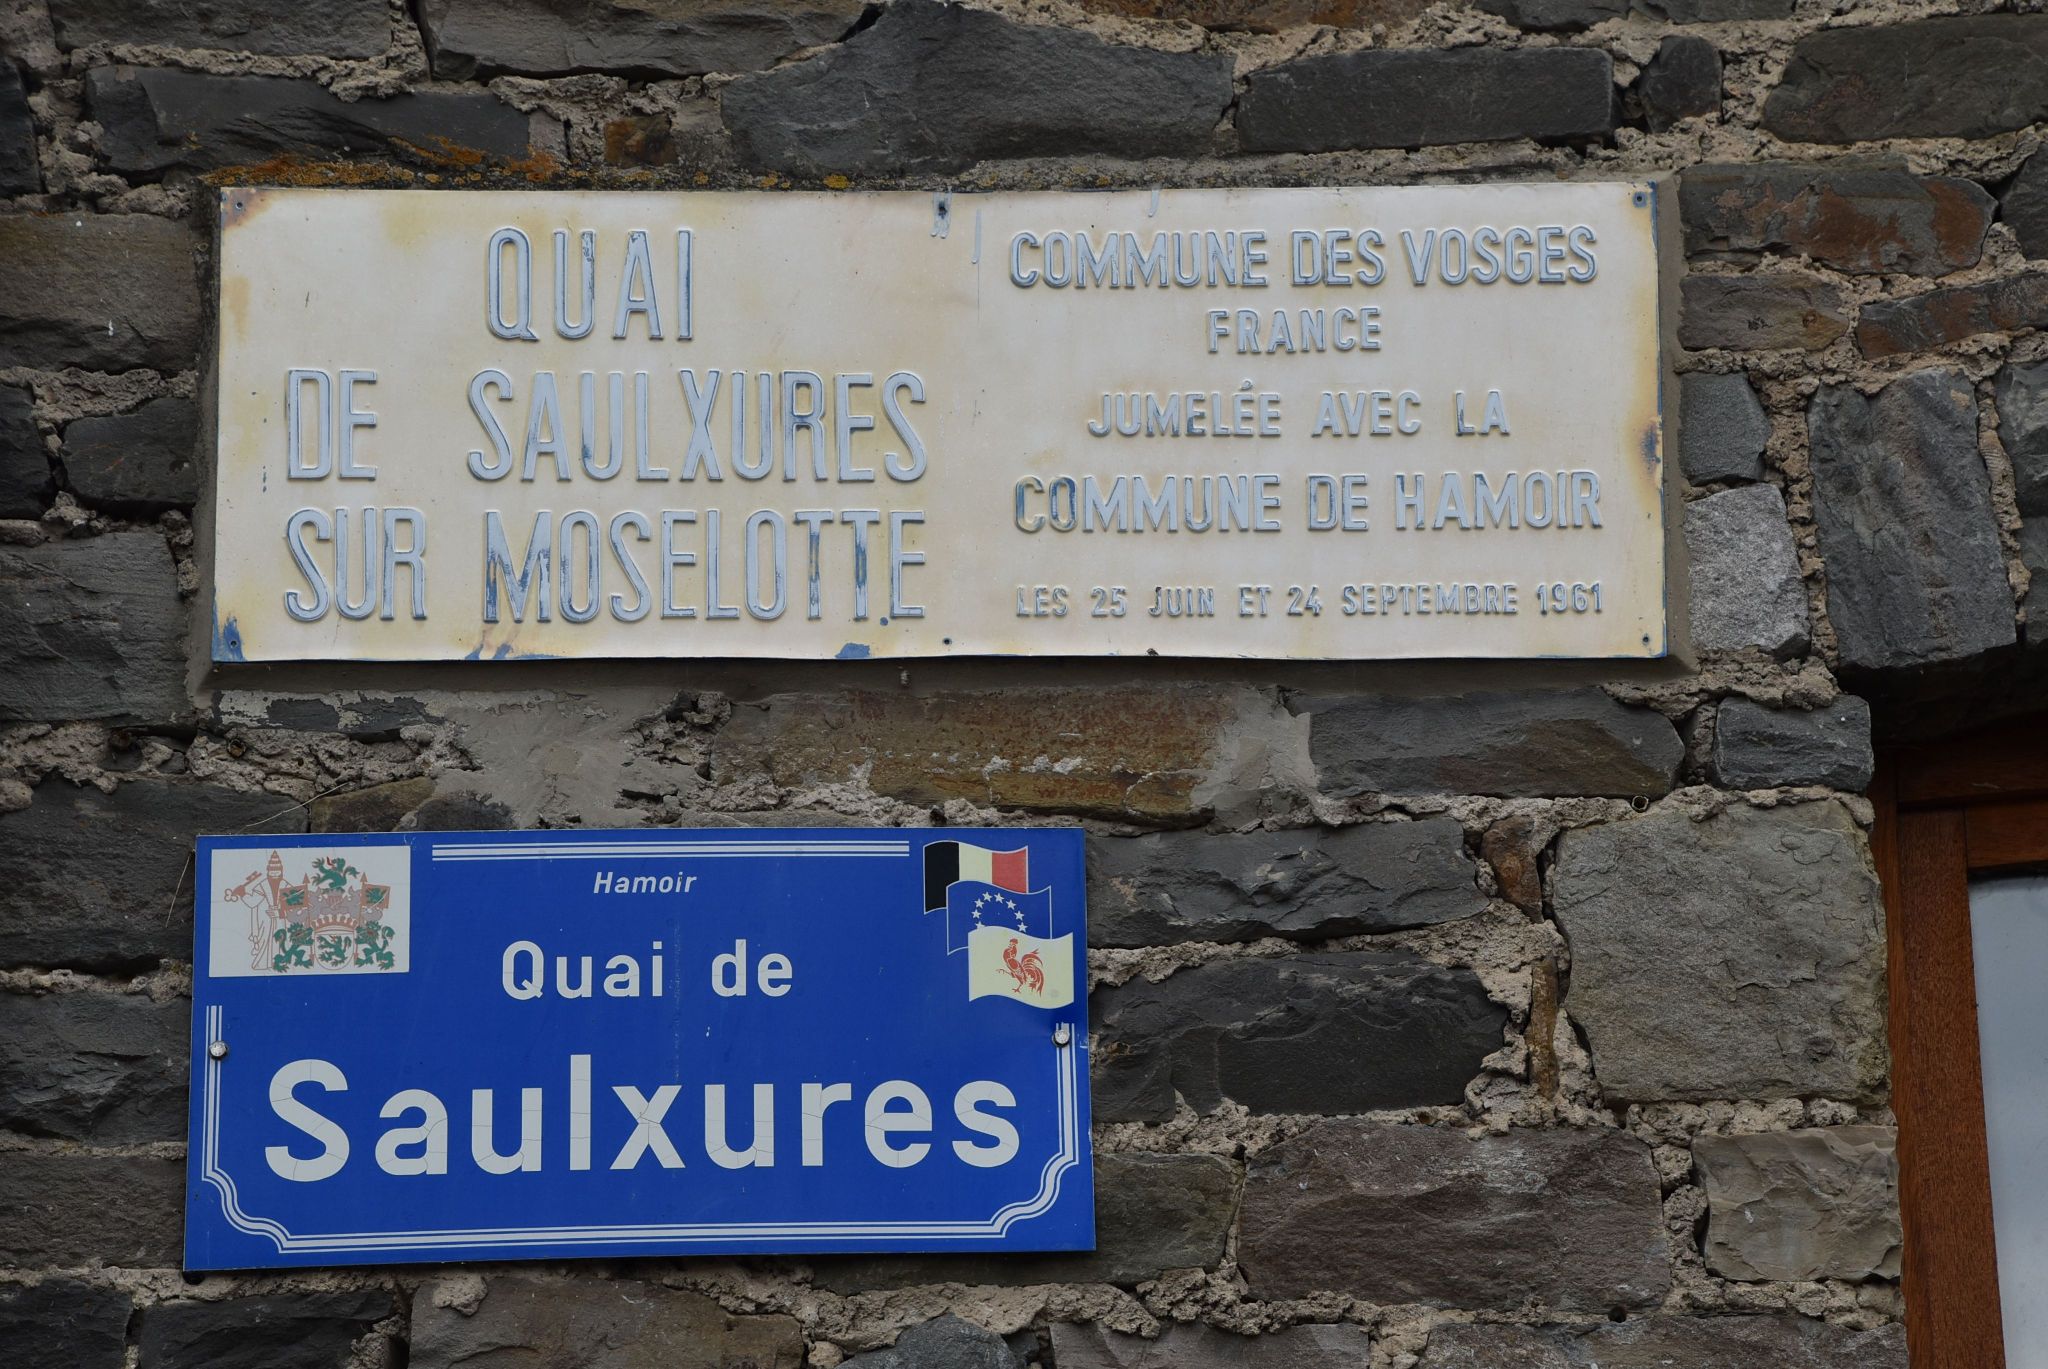 QUAI
DE SAULXURES
SUR MOSELOTTE
COMMUNE DES VOSGES
FRANCE
JUMELÉE AVEC LA
COMMUNE DE HAMOIR
LES 25 JUIN ET 24 SEPTEMBRE 1961
Hamoir
Quai de
Saulxures